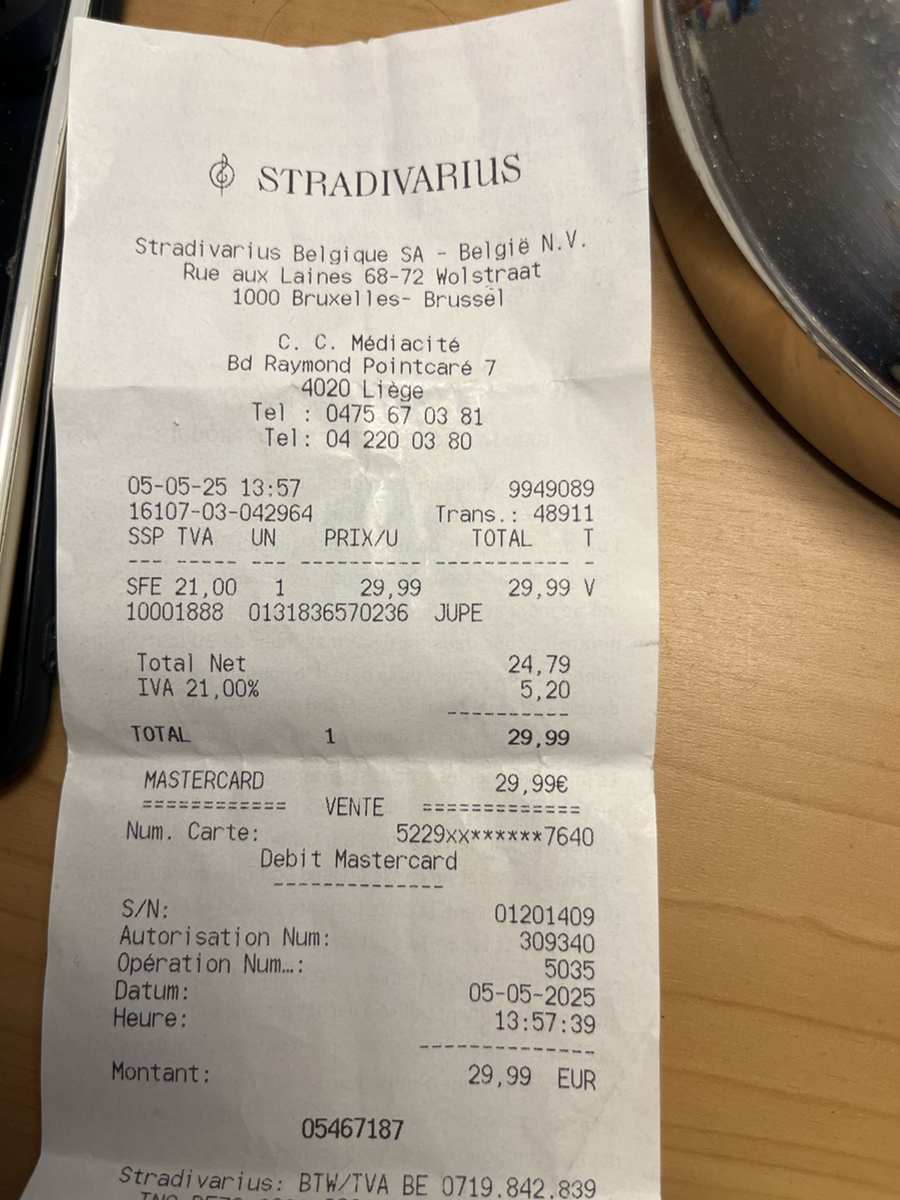 STRADIVARIUS
Stradivarius Belgique SA - België N.V.
Rue aux Laines 68-72 Wolstraat
1000 Bruxelles- Brussel
C. C. Médiacité
Bd Raymond Pointcaré 7
4020 Liège
Tel : 0475 67 03 81
Tel: 04 220 03 80
05-05-25 13:57 9949089
16107-03-042964 Trans.: 48911
SSP TVA UN PRIX/U TOTAL T
--- ----- --- ---------- ----------- -
SFE 21,00 1 29,99 29,99 V
10001888 0131836570236 JUPE
Total Net 24,79
IVA 21,00% 5,20
----------
TOTAL 1 29,99
MASTERCARD 29,99€
============ VENTE =============
Num. Carte: 5229xx******7640
Debit Mastercard
--------------
S/N: 01201409
Autorisation Num: 309340
Opération Num…: 5035
Datum: 05-05-2025
Heure: 13:57:39
--------------
Montant: 29,99 EUR
05467187
Stradivarius: BTW/TVA BE 0719.842.839